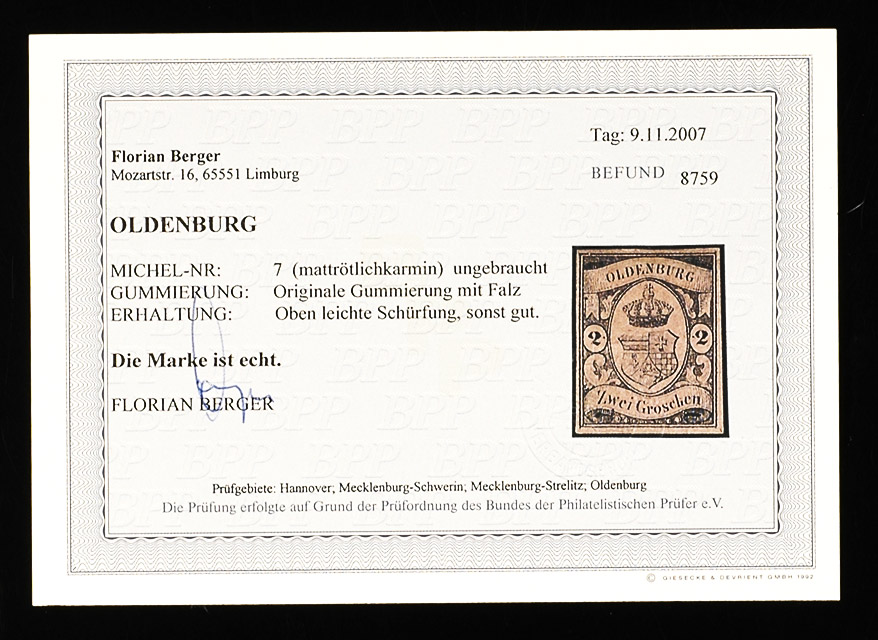 Tag: 9.11.2007
Florian Berger
Mozartstr. 16, 65551 Limburg
BEFUND 8759
OLDENBURG
MICHEL-NR: 7 (mattrötlichkarmin) ungebraucht
GUMMIERUNG: Originale Gummierung mit Falz
ERHALTUNG: Oben leichte Schürfung, sonst gut.
Die Marke ist echt.
FLORIAN BERGER
OLDENBURG
2 2
Zwei Groschen
Prüfgebiete: Hannover; Mecklenburg-Schwerin; Mecklenburg-Strelitz; Oldenburg
Die Prüfung erfolgte auf Grund der Prüfordnung des Bundes der Philatelistischen Prüfer e.V.
© GIESECKE & DEVRIENT GMBH 1992
BPP